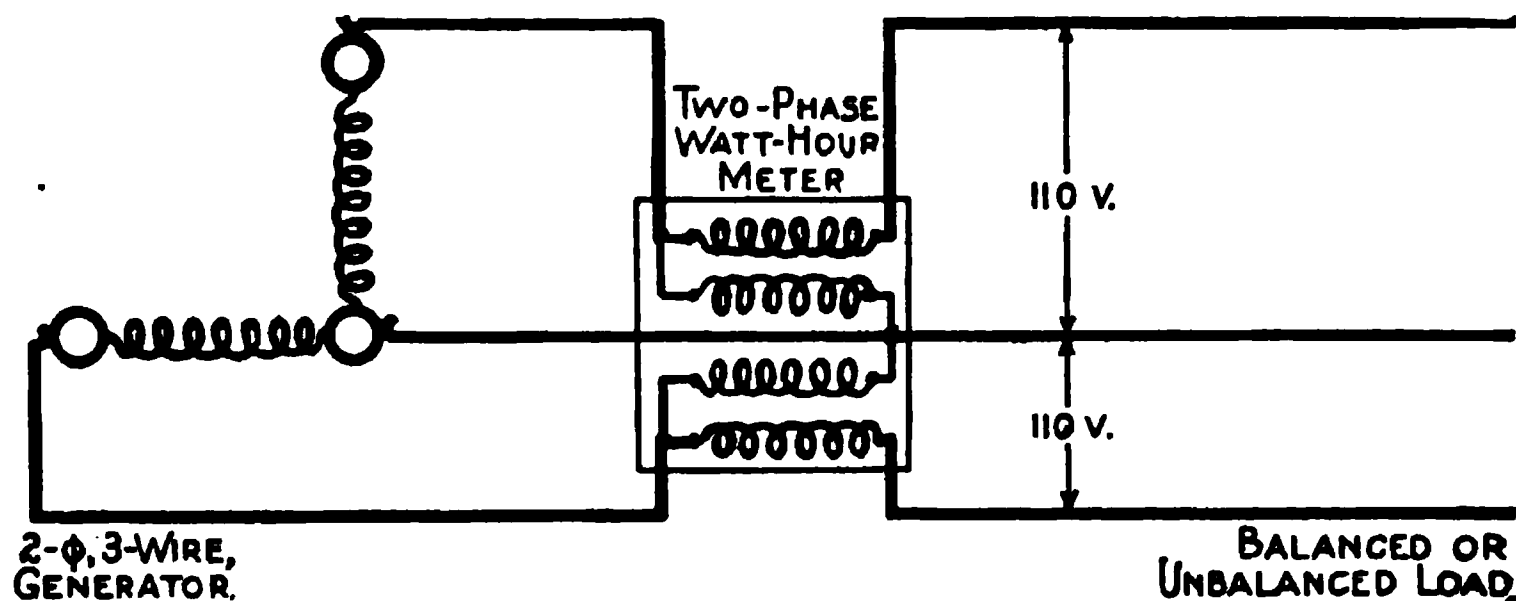 TWO-PHASE
WATT-HOUR
METER
110 V.
110 V.
2-ϕ, 3-WIRE,
GENERATOR.
BALANCED OR
UNBALANCED LOAD.